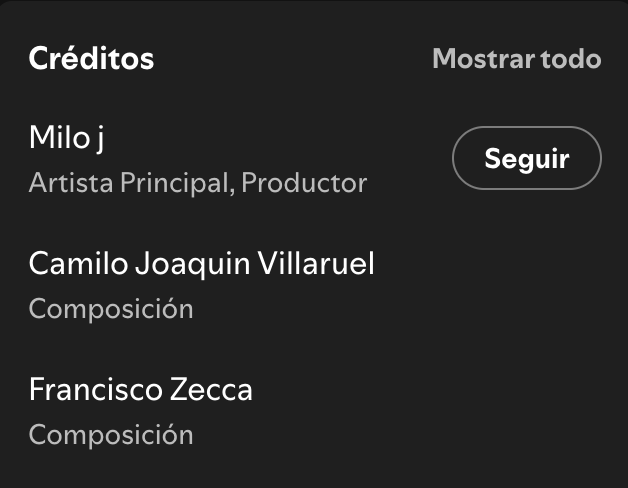 Créditos
Mostrar todo
Milo j
Seguir
Artista Principal, Productor
Camilo Joaquin Villaruel
Composición
Francisco Zecca
Composición